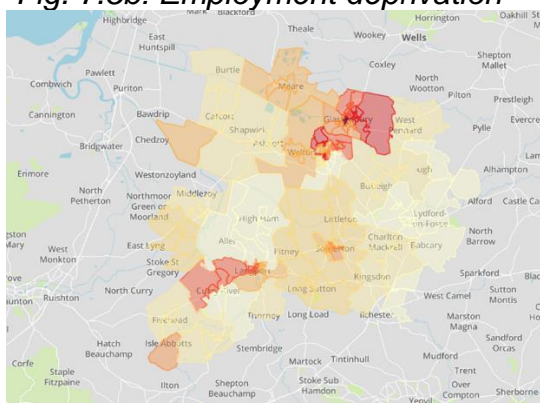 Fig. 7.3b: Employment deprivation
Highbridge
Blackford
Theale
Wookey
Wells
Horrington
Oakhill
East
Huntspill
Coxley
Shepton
Mallet
Burtle
Meare
North
Wootton
Pilton
Prestleigh
Combwich
Pawlett
Puriton
Cannington
Bawdrip
Catcott
Shapwick
West
Pennard
Pylle
Evercre
Chedzoy
Bridgwater
Enmore
Westonzoyland
Alhampton
Butleigh
North
Petherton
Northmoor
Green or
Moorland
Middlezoy
Alford
Castle Ca
High Ham
Littleton
Lydford-
on-Fosse
North
Barrow
West
Monkton
East Lyng
Aller
Pitney
Somerton
Charlton
Mackrell
Babcary
Stoke St
Gregory
Kingsdon
Sparkford
Ruishton
North Curry
Curry Rivel
Long Sutton
West Camel
Sutton
Montis
Fivehead
Thorney
Long Load
Ilchester
Marston
Magna
Hatch
Beauchamp
Isle Abbotts
Stembridge
Sandford
Orcas
Martock
Tintinhull
Mudford
Corfe
Staple
Fitzpaine
Ilton
Shepton
Beauchamp
Stoke Sub
Hamdon
Trent
Over
Compton
Sherborne
Yeovil